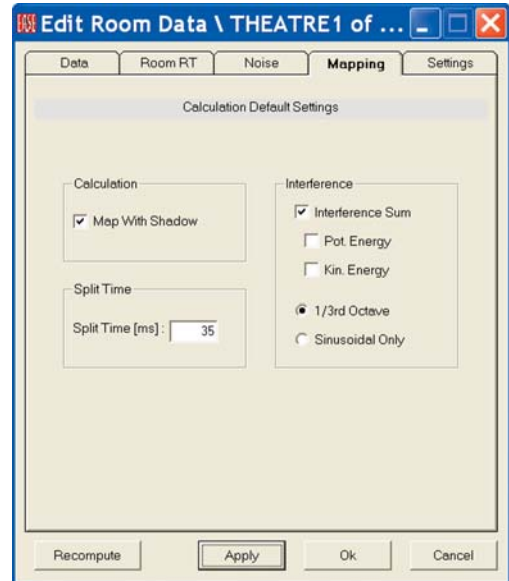 EASE Edit Room Data \ THEATRE1 of ...
Data Room RT Noise Mapping Settings
Calculation Default Settings
Calculation
Map With Shadow
Split Time
Split Time [ms] : 35
Interference
Interference Sum
Pot. Energy
Kin. Energy
1/3rd Octave
Sinusoidal Only
Recompute Apply Ok Cancel